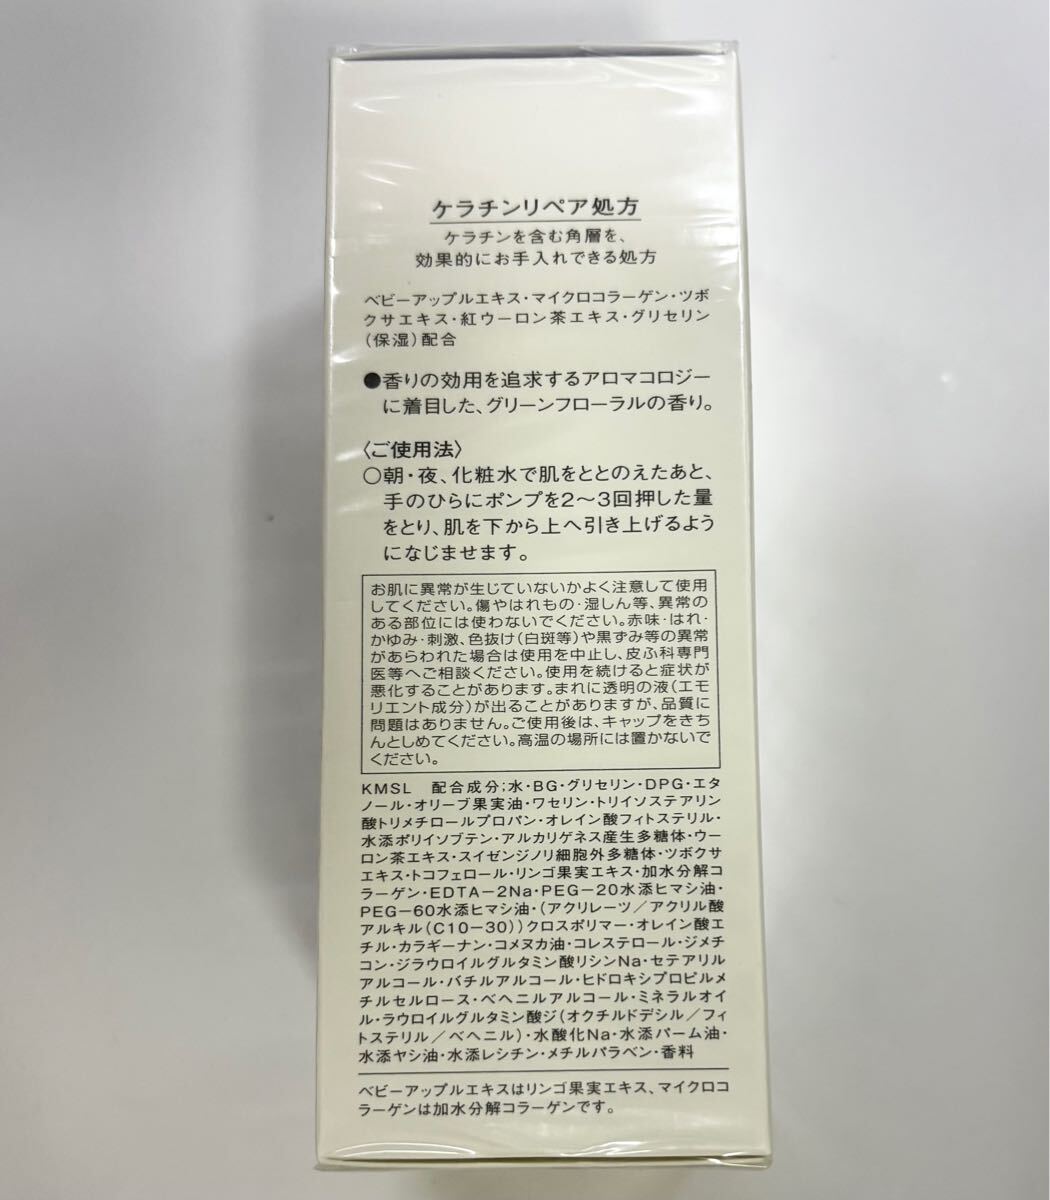 ケラチンリペア処方
ケラチンを含む角層を、
効果的にお手入れできる処方
ベビーアップルエキス・マイクロコラーゲン・ツボ
クサエキス・紅ウーロン茶エキス・グリセリン
(保湿)配合
●香りの効用を追求するアロマコロジー
に着目した、グリーンフローラルの香り。
〈ご使用法〉
○朝・夜、化粧水で肌をととのえたあと、
手のひらにポンプを2〜3回押した量
をとり、肌を下から上へ引き上げるよう
になじませます。
お肌に異常が生じていないかよく注意して使用
してください。傷やはれもの・湿しん等、異常の
ある部位には使わないでください。赤味・はれ・
かゆみ・刺激、色抜け(白斑等)や黒ずみ等の異常
があらわれた場合は使用を中止し、皮ふ科専門
医等へご相談ください。使用を続けると症状が
悪化することがあります。まれに透明の液(エモ
リエント成分)が出ることがありますが、品質に
問題はありません。ご使用後は、キャップをきち
んとしめてください。高温の場所には置かないで
ください。
KMSL 配合成分;水・BG・グリセリン・DPG・エタ
ノール・オリーブ果実油・ワセリン・トリイソステアリン
酸トリメチロールプロパン・オレイン酸フィトステリル・
水添ポリイソブテン・アルカリゲネス産生多糖体・ウー
ロン茶エキス・スイゼンジノリ細胞外多糖体・ツボクサ
エキス・トコフェロール・リンゴ果実エキス・加水分解コ
ラーゲン・EDTA−2Na・PEG−20水添ヒマシ油・
PEG−60水添ヒマシ油・(アクリレーツ/アクリル酸
アルキル(C10−30))クロスポリマー・オレイン酸エ
チル・カラギーナン・コメヌカ油・コレステロール・ジメチ
コン・ジラウロイルグルタミン酸リシンNa・セテアリル
アルコール・バチルアルコール・ヒドロキシプロピルメ
チルセルロース・ベヘニルアルコール・ミネラルオイ
ル・ラウロイルグルタミン酸ジ(オクチルドデシル/フィ
トステリル/ベヘニル)・水酸化Na・水添パーム油・
水添ヤシ油・水添レシチン・メチルパラベン・香料
ベビーアップルエキスはリンゴ果実エキス、マイクロコ
ラーゲンは加水分解コラーゲンです。